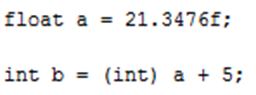 float a = 21.3476f;
int b = (int) a + 5;